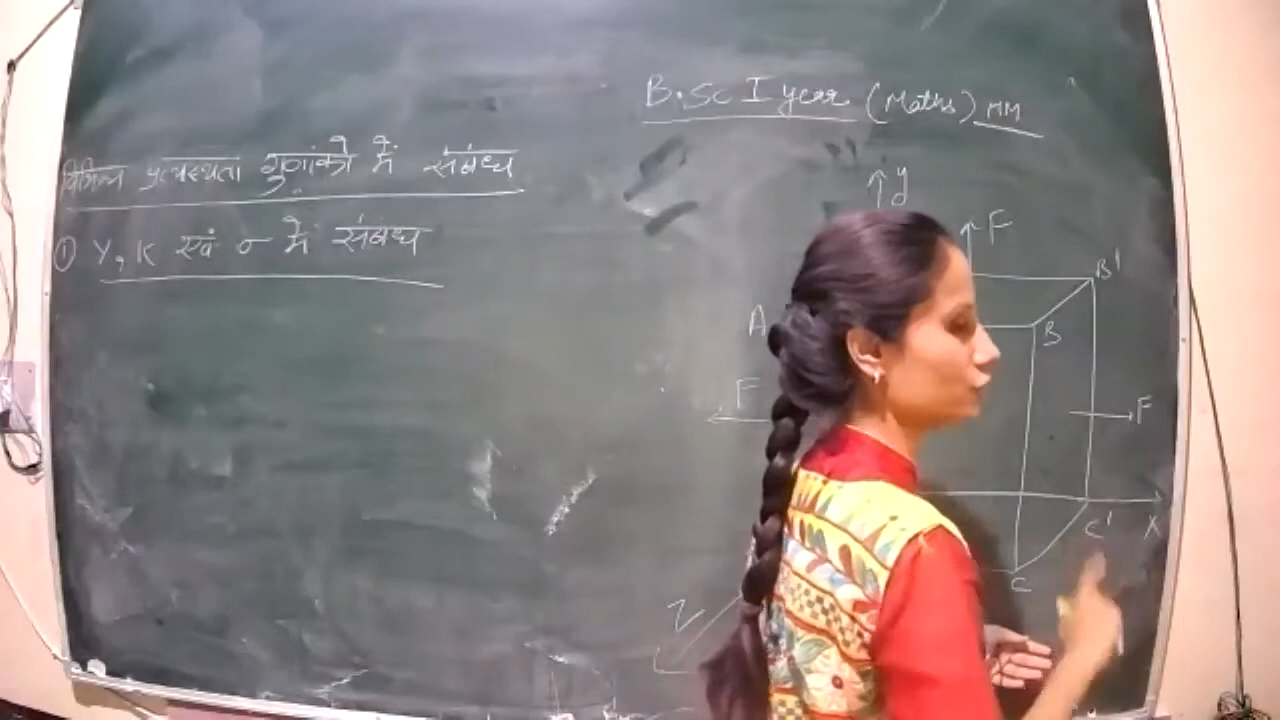 B.Sc I year (Maths) MM
विभिन्न प्रत्यास्थता गुणांको में संबंध
① Y, K एवं σ में संबंध
y
F
B'
A
B
F
F
C'
X
C
Z